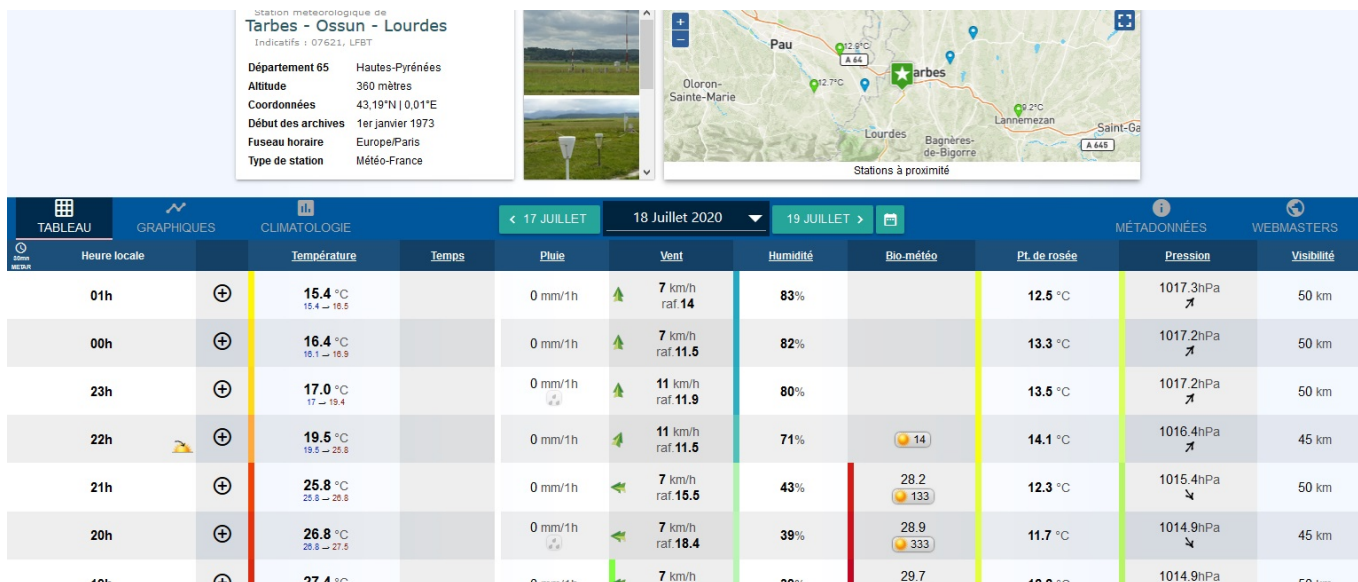 Station météorologique de
Tarbes - Ossun - Lourdes
Indicatifs : 07621, LFBT
Département 65 Hautes-Pyrénées
Altitude 360 mètres
Coordonnées 43,19°N | 0,01°E
Début des archives 1er janvier 1973
Fuseau horaire Europe/Paris
Type de station Météo-France
+
−
Pau
12.9°C
A 64
arbes
12.7°C
Oloron-
Sainte-Marie
9.2°C
Lannemezan
Saint-Ga
Lourdes
Bagnères-
de-Bigorre
A 645
Stations à proximité
TABLEAU GRAPHIQUES CLIMATOLOGIE < 17 JUILLET 18 Juillet 2020 19 JUILLET > MÉTADONNÉES WEBMASTERS
METAR Heure locale Température Temps Pluie Vent Humidité Bio-météo Pt. de rosée Pression Visibilité
01h 15.4 °C 0 mm/1h 7 km/h 83% 12.5 °C 1017.3hPa 50 km
15.4 → 16.5 raf.14
00h 16.4 °C 0 mm/1h 7 km/h 82% 13.3 °C 1017.2hPa 50 km
16.1 → 16.9 raf.11.5
23h 17.0 °C 0 mm/1h 11 km/h 80% 13.5 °C 1017.2hPa 50 km
17 → 19.4 raf.11.9
22h 19.5 °C 0 mm/1h 11 km/h 71% 14 14.1 °C 1016.4hPa 45 km
19.5 → 25.8 raf.11.5
21h 25.8 °C 0 mm/1h 7 km/h 43% 28.2 12.3 °C 1015.4hPa 50 km
25.8 → 26.8 raf.15.5 133
20h 26.8 °C 0 mm/1h 7 km/h 39% 28.9 11.7 °C 1014.9hPa 45 km
26.8 → 27.5 raf.18.4 333
27.4 °C 7 km/h 29.7 1014.9hPa